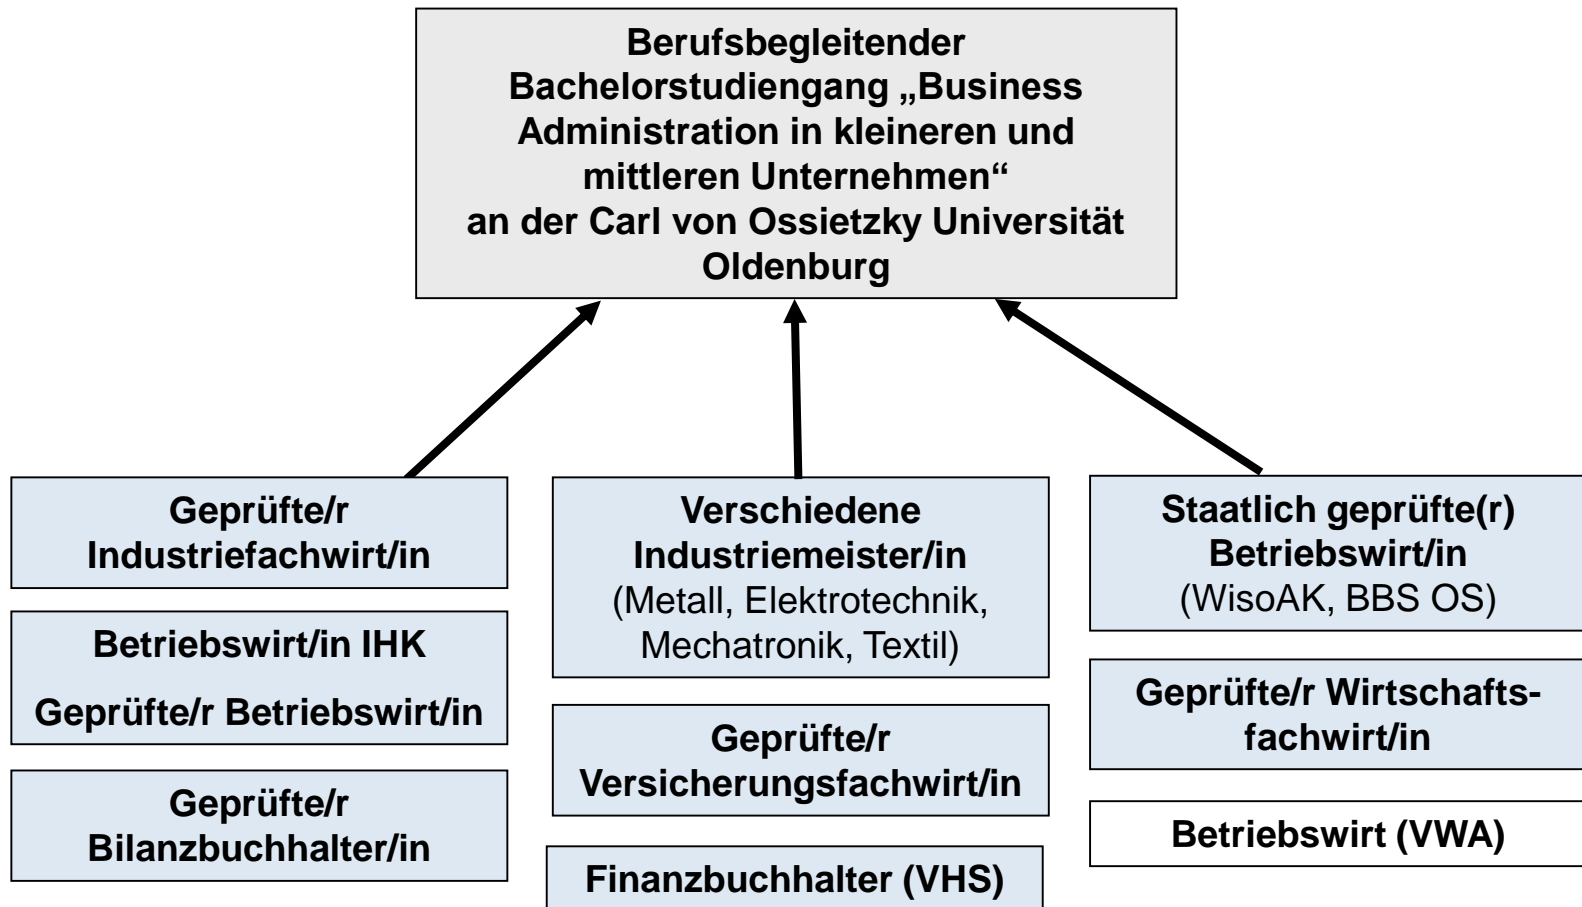 Berufsbegleitender
Bachelorstudiengang „Business
Administration in kleineren und
mittleren Unternehmen“
an der Carl von Ossietzky Universität
Oldenburg
Geprüfte/r
Industriefachwirt/in
Betriebswirt/in IHK
Geprüfte/r Betriebswirt/in
Geprüfte/r
Bilanzbuchhalter/in
Verschiedene
Industriemeister/in
(Metall, Elektrotechnik,
Mechatronik, Textil)
Geprüfte/r
Versicherungsfachwirt/in
Finanzbuchhalter (VHS)
Staatlich geprüfte(r)
Betriebswirt/in
(WisoAK, BBS OS)
Geprüfte/r Wirtschafts-
fachwirt/in
Betriebswirt (VWA)